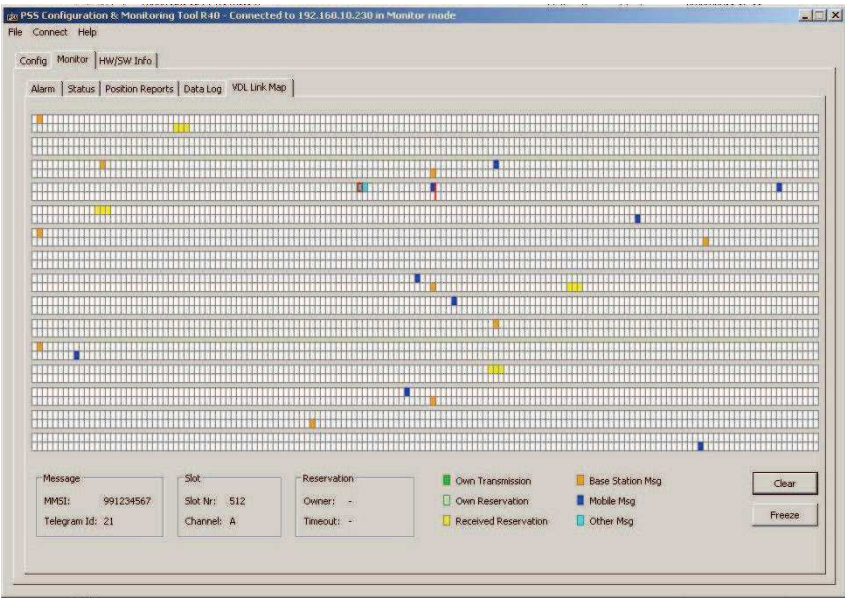 PSS Configuration & Monitoring Tool R40 - Connected to 192.168.10.230 in Monitor mode
File Connect Help
Config Monitor HW/SW Info
Alarm Status Position Reports Data Log VDL Link Map
Message Slot Reservation Own Transmission Base Station Msg Clear
MMSI: 991234567 Slot Nr: 512 Owner: - Own Reservation Mobile Msg
Telegram Id: 21 Channel: A Timeout: - Received Reservation Other Msg Freeze